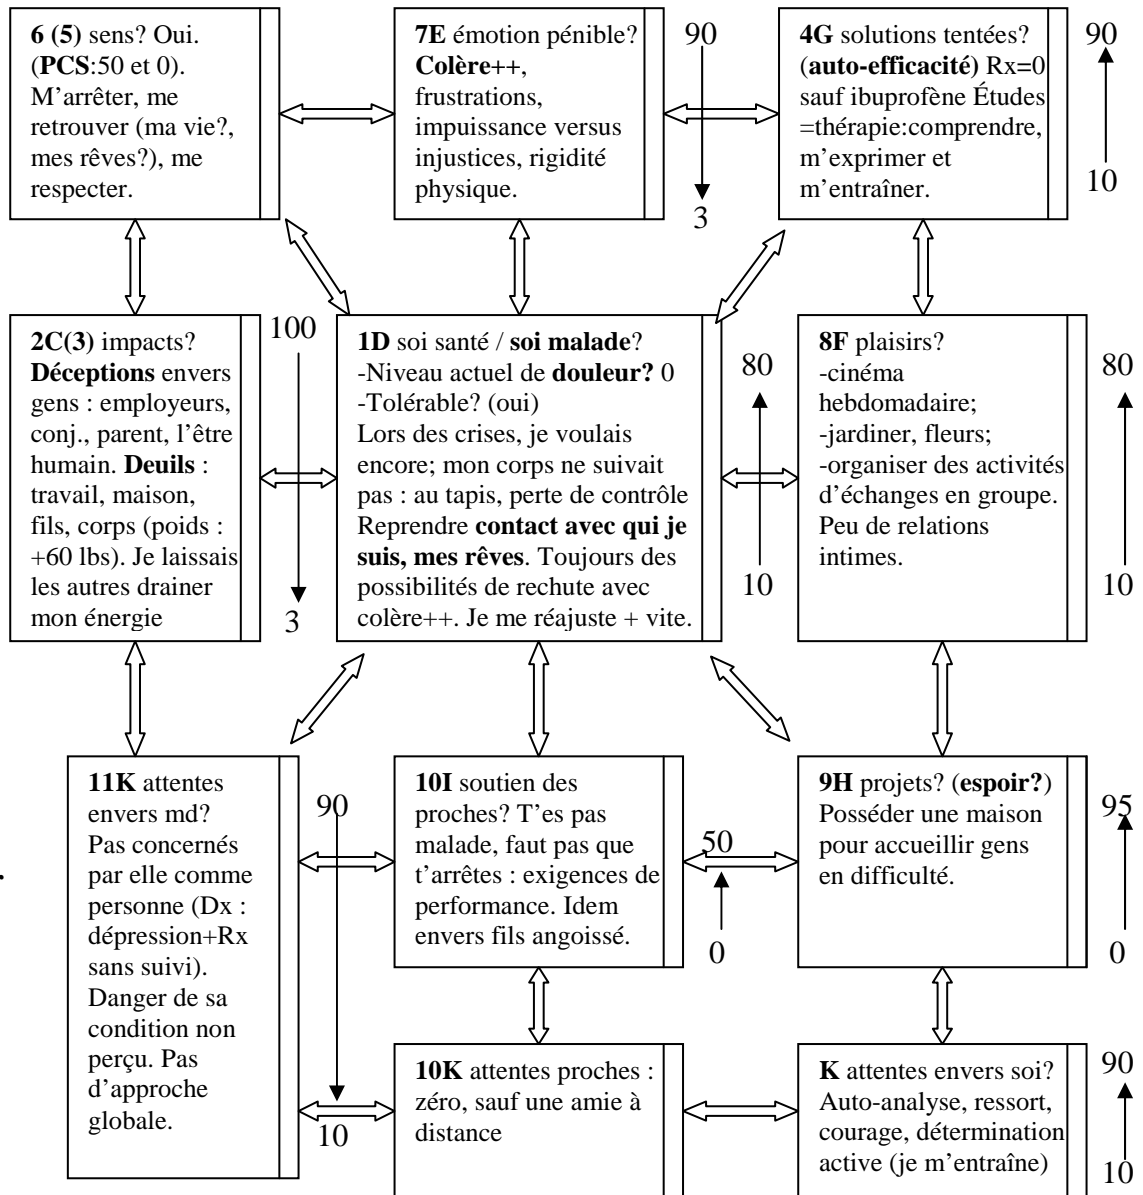 6 (5) sens? Oui.
(PCS:50 et 0).
M’arrêter, me
retrouver (ma vie?,
mes rêves?), me
respecter.
7E émotion pénible?
Colère++,
frustrations,
impuissance versus
injustices, rigidité
physique.
90
3
4G solutions tentées?
(auto-efficacité) Rx=0
sauf ibuprofène Études
=thérapie:comprendre,
m’exprimer et
m’entraîner.
90
10
2C(3) impacts?
Déceptions envers
gens : employeurs,
conj., parent, l’être
humain. Deuils :
travail, maison,
fils, corps (poids :
+60 lbs). Je laissais
les autres drainer
mon énergie
100
3
1D soi santé / soi malade?
-Niveau actuel de douleur? 0
-Tolérable? (oui)
Lors des crises, je voulais
encore; mon corps ne suivait
pas : au tapis, perte de contrôle
Reprendre contact avec qui je
suis, mes rêves. Toujours des
possibilités de rechute avec
colère++. Je me réajuste + vite.
80
10
8F plaisirs?
-cinéma
hebdomadaire;
-jardiner, fleurs;
-organiser des activités
d’échanges en groupe.
Peu de relations
intimes.
80
10
11K attentes
envers md?
Pas concernés
par elle comme
personne (Dx :
dépression+Rx
sans suivi).
Danger de sa
condition non
perçu. Pas
d’approche
globale.
90
10
10I soutien des
proches? T’es pas
malade, faut pas que
t’arrêtes : exigences de
performance. Idem
envers fils angoissé.
50
0
9H projets? (espoir?)
Posséder une maison
pour accueillir gens
en difficulté.
95
0
10K attentes proches :
zéro, sauf une amie à
distance
K attentes envers soi?
Auto-analyse, ressort,
courage, détermination
active (je m’entraîne)
90
10